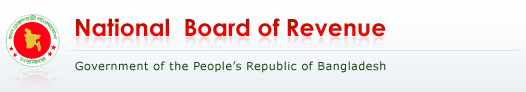 National Board of Revenue
Government of the People's Republic of Bangladesh